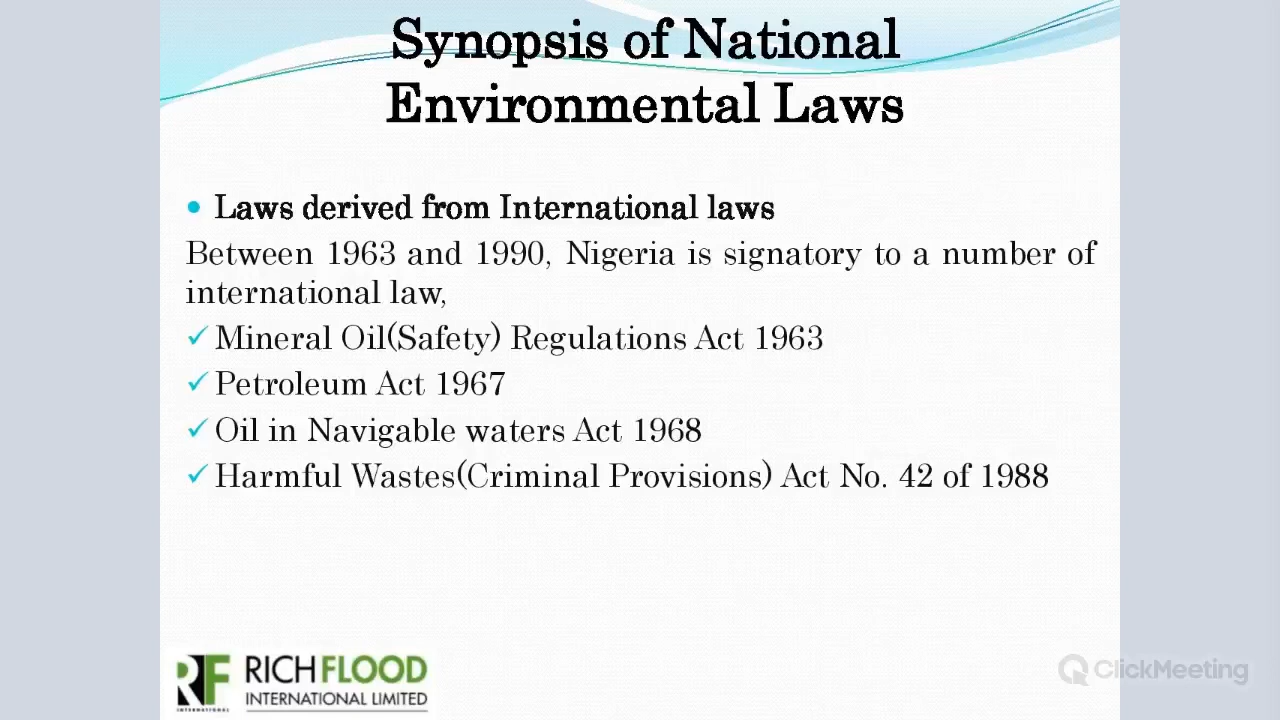 Synopsis of National
Environmental Laws
Laws derived from International laws
Between 1963 and 1990, Nigeria is signatory to a number of
international law,
Mineral Oil(Safety) Regulations Act 1963
Petroleum Act 1967
Oil in Navigable waters Act 1968
Harmful Wastes(Criminal Provisions) Act No. 42 of 1988
RF
INTERNATIONAL
RICHFLOOD
INTERNATIONAL LIMITED
ClickMeeting